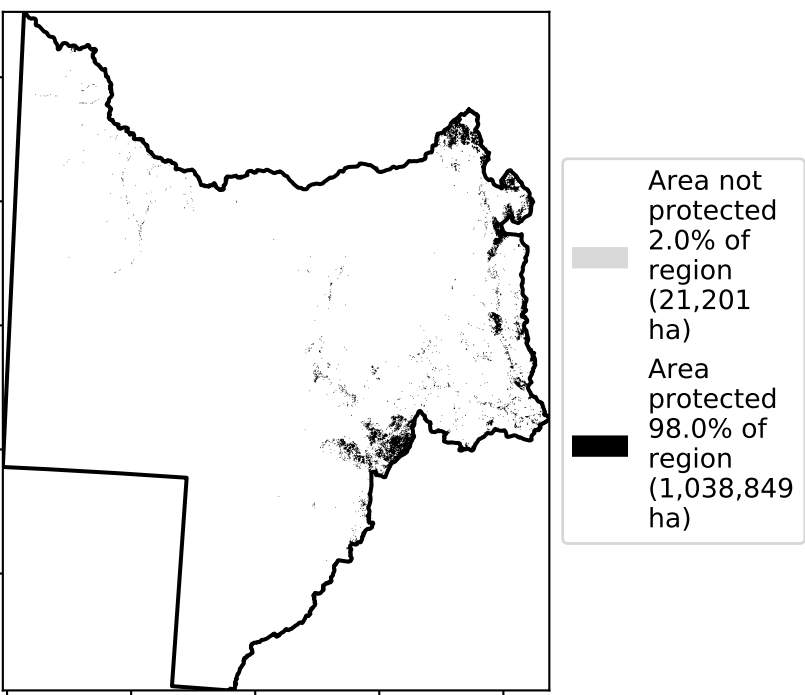 Area not
protected
2.0% of
region
(21,201
ha)
Area
protected
98.0% of
region
(1,038,849
ha)